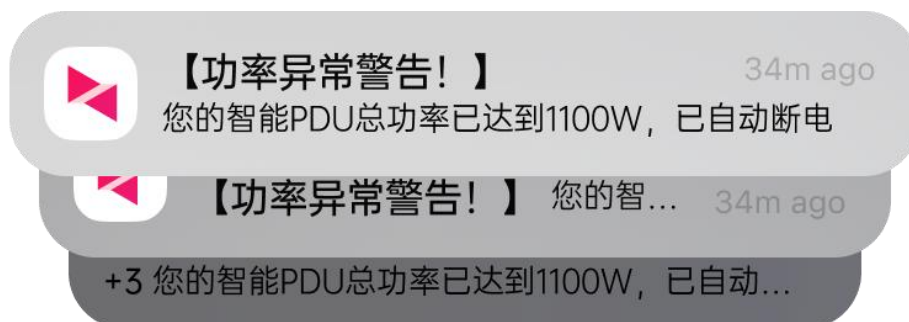 【功率异常警告！】
34m ago
您的智能PDU总功率已达到1100W，已自动断电
【功率异常警告！】 您的智...
34m ago
+3 您的智能PDU总功率已达到1100W，已自动...